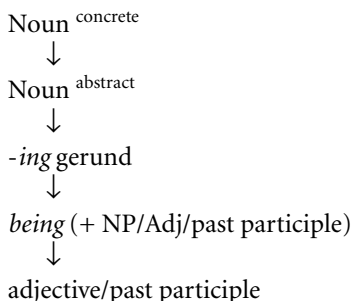 Noun concrete
↓
Noun abstract
↓
-ing gerund
↓
being (+ NP/Adj/past participle)
↓
adjective/past participle